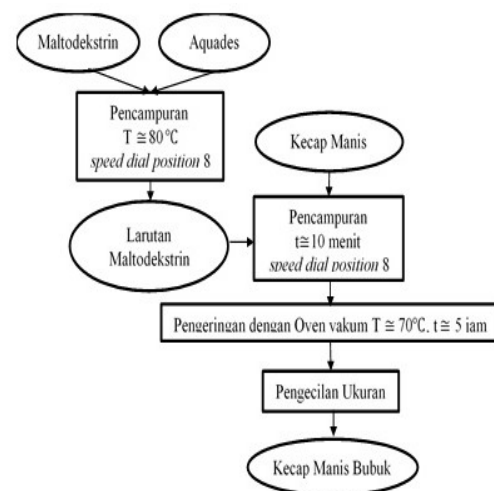 Maltodekstrin
Aquades
Pencampuran
T ≅ 80°C
speed dial position 8
Kecap Manis
Larutan
Maltodekstrin
Pencampuran
t≅10 menit
speed dial position 8
Pengeringan dengan Oven vakum T ≅ 70°C. t ≅ 5 jam
Pengecilan Ukuran
Kecap Manis Bubuk